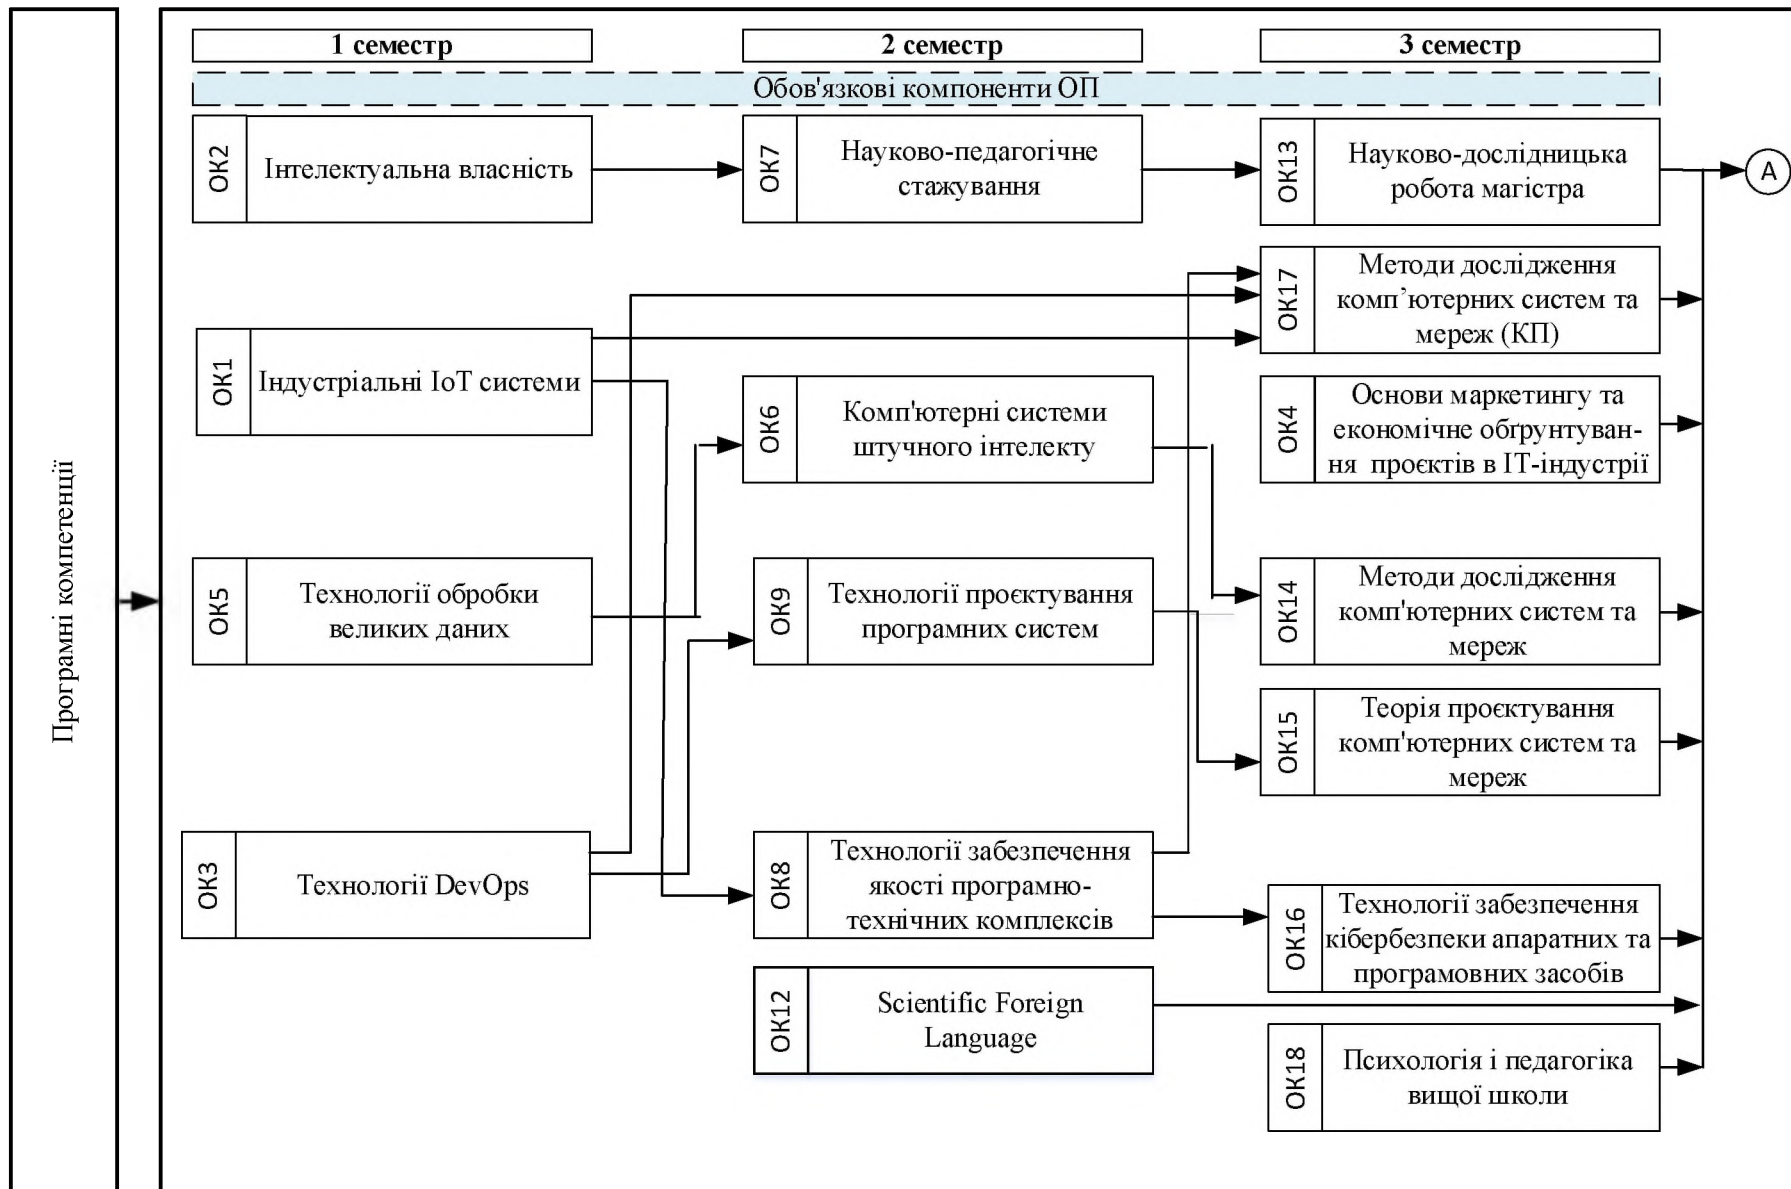 Програмні компетенції
1 семестр
2 семестр
3 семестр
Обов'язкові компоненти ОП
ОК2
Інтелектуальна власність
ОК7
Науково-педагогічне
стажування
ОК13
Науково-дослідницька
робота магістра
А
ОК17
Методи дослідження
комп’ютерних систем та
мереж (КП)
ОК1
Індустріальні IoT системи
ОК6
Комп'ютерні системи
штучного інтелекту
ОК4
Основи маркетингу та
економічне обґрунтуван-
ня проєктів в ІТ-індустрії
ОК5
Технології обробки
великих даних
ОК9
Технології проєктування
програмних систем
ОК14
Методи дослідження
комп'ютерних систем та
мереж
ОК15
Теорія проєктування
комп'ютерних систем та
мереж
ОК3
Технології DevOps
ОК8
Технології забезпечення
якості програмно-
технічних комплексів
ОК16
Технології забезпечення
кібербезпеки апаратних та
програмовних засобів
ОК12
Scientific Foreign
Language
ОК18
Психологія і педагогіка
вищої школи